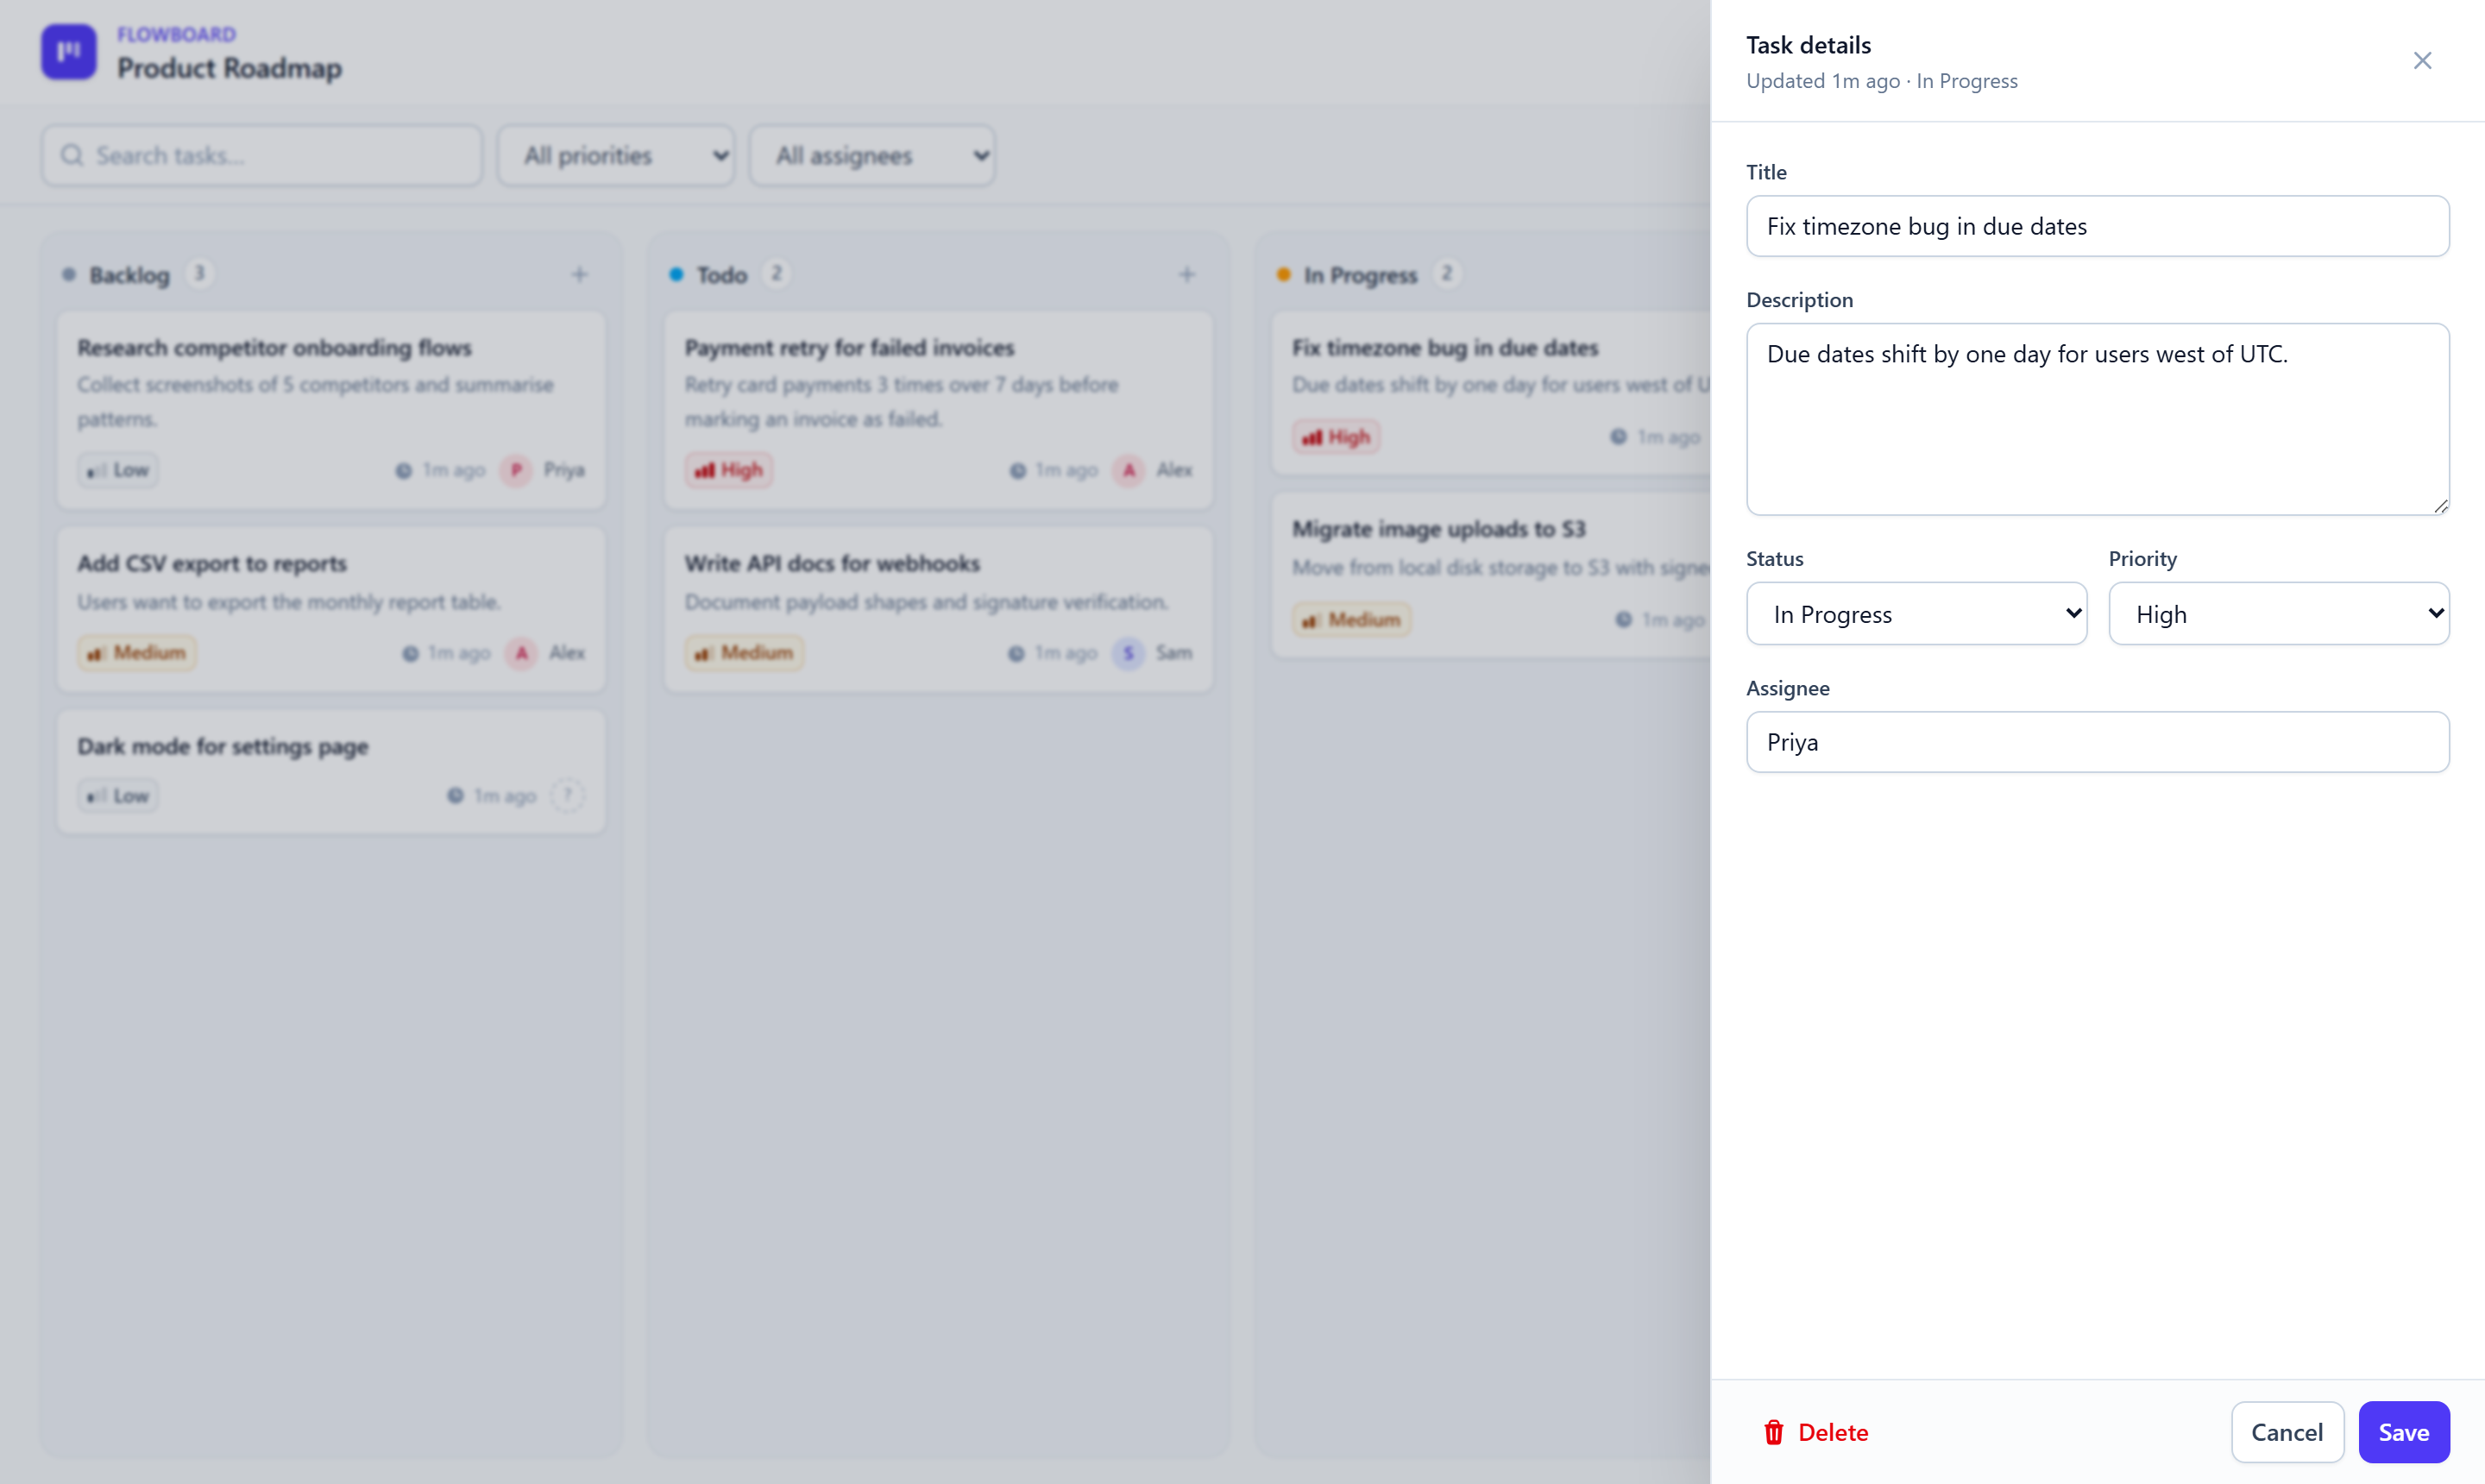 FLOWBOARD
Product Roadmap
Search tasks...
All priorities
All assignees
Backlog 3
Research competitor onboarding flows
Collect screenshots of 5 competitors and summarise
patterns.
Low 1m ago P Priya
Add CSV export to reports
Users want to export the monthly report table.
Medium 1m ago A Alex
Dark mode for settings page
Low 1m ago ?
Todo 2
Payment retry for failed invoices
Retry card payments 3 times over 7 days before
marking an invoice as failed.
High 1m ago A Alex
Write API docs for webhooks
Document payload shapes and signature verification.
Medium 1m ago S Sam
In Progress 2
Fix timezone bug in due dates
Due dates shift by one day for users west of
High 1m ago
Migrate image uploads to S3
Move from local disk storage to S3 with
Medium 1m ago
Task details
Updated 1m ago · In Progress
Title
Fix timezone bug in due dates
Description
Due dates shift by one day for users west of UTC.
Status
In Progress
Priority
High
Assignee
Priya
Delete
Cancel
Save